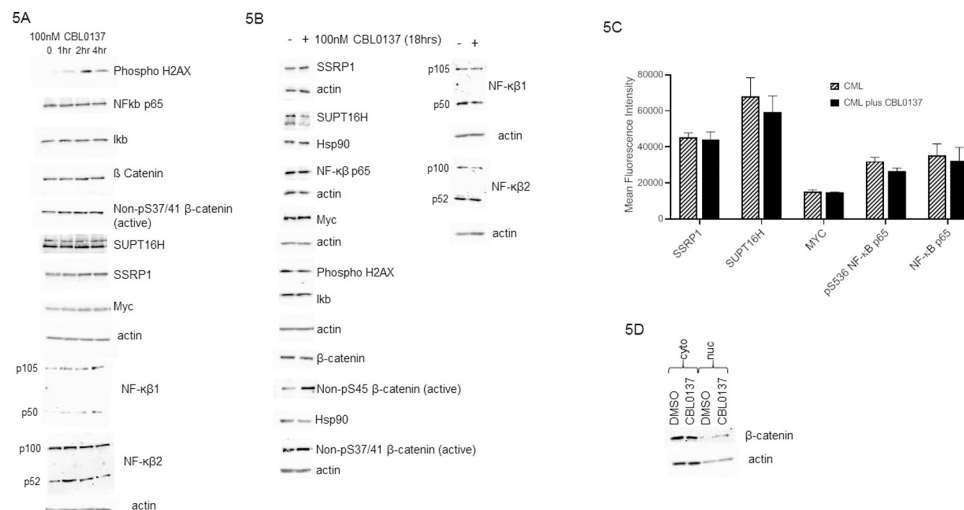 5A
100nM CBL0137
0 1hr 2hr 4hr
Phospho H2AX
NFkb p65
Ikb
ß Catenin
Non-pS37/41 β-catenin
(active)
SUPT16H
SSRP1
Myc
actin
p105
NF-κβ1
p50
p100
NF-κβ2
p52
actin
5B
- + 100nM CBL0137 (18hrs)
SSRP1
actin
SUPT16H
Hsp90
NF-κβ p65
actin
Myc
actin
Phospho H2AX
Ikb
actin
β-catenin
Non-pS45 β-catenin (active)
Hsp90
Non-pS37/41 β-catenin (active)
actin
- +
p105
NF-κβ1
p50
actin
p100
NF-κβ2
p52
actin
5C
Mean Fluorescence Intensity
80000
60000
40000
20000
0
CML
CML plus CBL0137
SSRP1
SUPT16H
MYC
pS536 NF-κB p65
NF-κB p65
5D
cyto nuc
DMSO
CBL0137
DMSO
CBL0137
β-catenin
actin